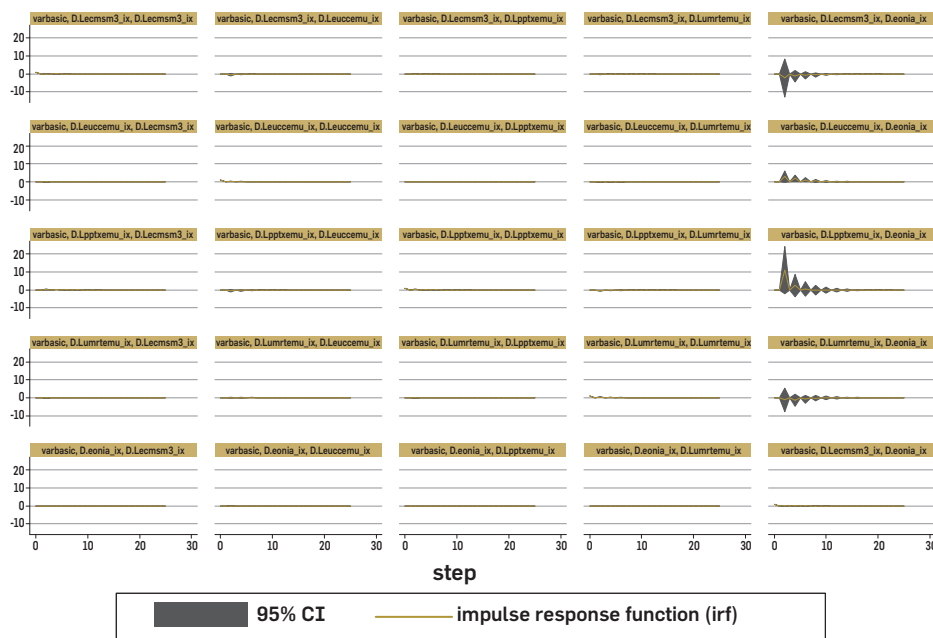 varbasic, D.Lecmsm3_ix, D.Lecmsm3_ix varbasic, D.Lecmsm3_ix, D.Leuccemu_ix varbasic, D.Lecmsm3_ix, D.Lpptxemu_ix varbasic, D.Lecmsm3_ix, D.Lumrtemu_ix varbasic, D.Lecmsm3_ix, D.eonia_ix
20
10
0
-10
varbasic, D.Leuccemu_ix, D.Lecmsm3_ix varbasic, D.Leuccemu_ix, D.Leuccemu_ix varbasic, D.Leuccemu_ix, D.Lpptxemu_ix varbasic, D.Leuccemu_ix, D.Lumrtemu_ix varbasic, D.Leuccemu_ix, D.eonia_ix
20
10
0
-10
varbasic, D.Lpptxemu_ix, D.Lecmsm3_ix varbasic, D.Lpptxemu_ix, D.Leuccemu_ix varbasic, D.Lpptxemu_ix, D.Lpptxemu_ix varbasic, D.Lpptxemu_ix, D.Lumrtemu_ix varbasic, D.Lpptxemu_ix, D.eonia_ix
20
10
0
-10
varbasic, D.Lumrtemu_ix, D.Lecmsm3_ix varbasic, D.Lumrtemu_ix, D.Leuccemu_ix varbasic, D.Lumrtemu_ix, D.Lpptxemu_ix varbasic, D.Lumrtemu_ix, D.Lumrtemu_ix varbasic, D.Lumrtemu_ix, D.eonia_ix
20
10
0
-10
varbasic, D.eonia_ix, D.Lecmsm3_ix varbasic, D.eonia_ix, D.Leuccemu_ix varbasic, D.eonia_ix, D.Lpptxemu_ix varbasic, D.eonia_ix, D.Lumrtemu_ix varbasic, D.Lecmsm3_ix, D.eonia_ix
20
10
0
-10
0 10 20 30 0 10 20 30 0 10 20 30 0 10 20 30 0 10 20 30
step
95% CI impulse response function (irf)